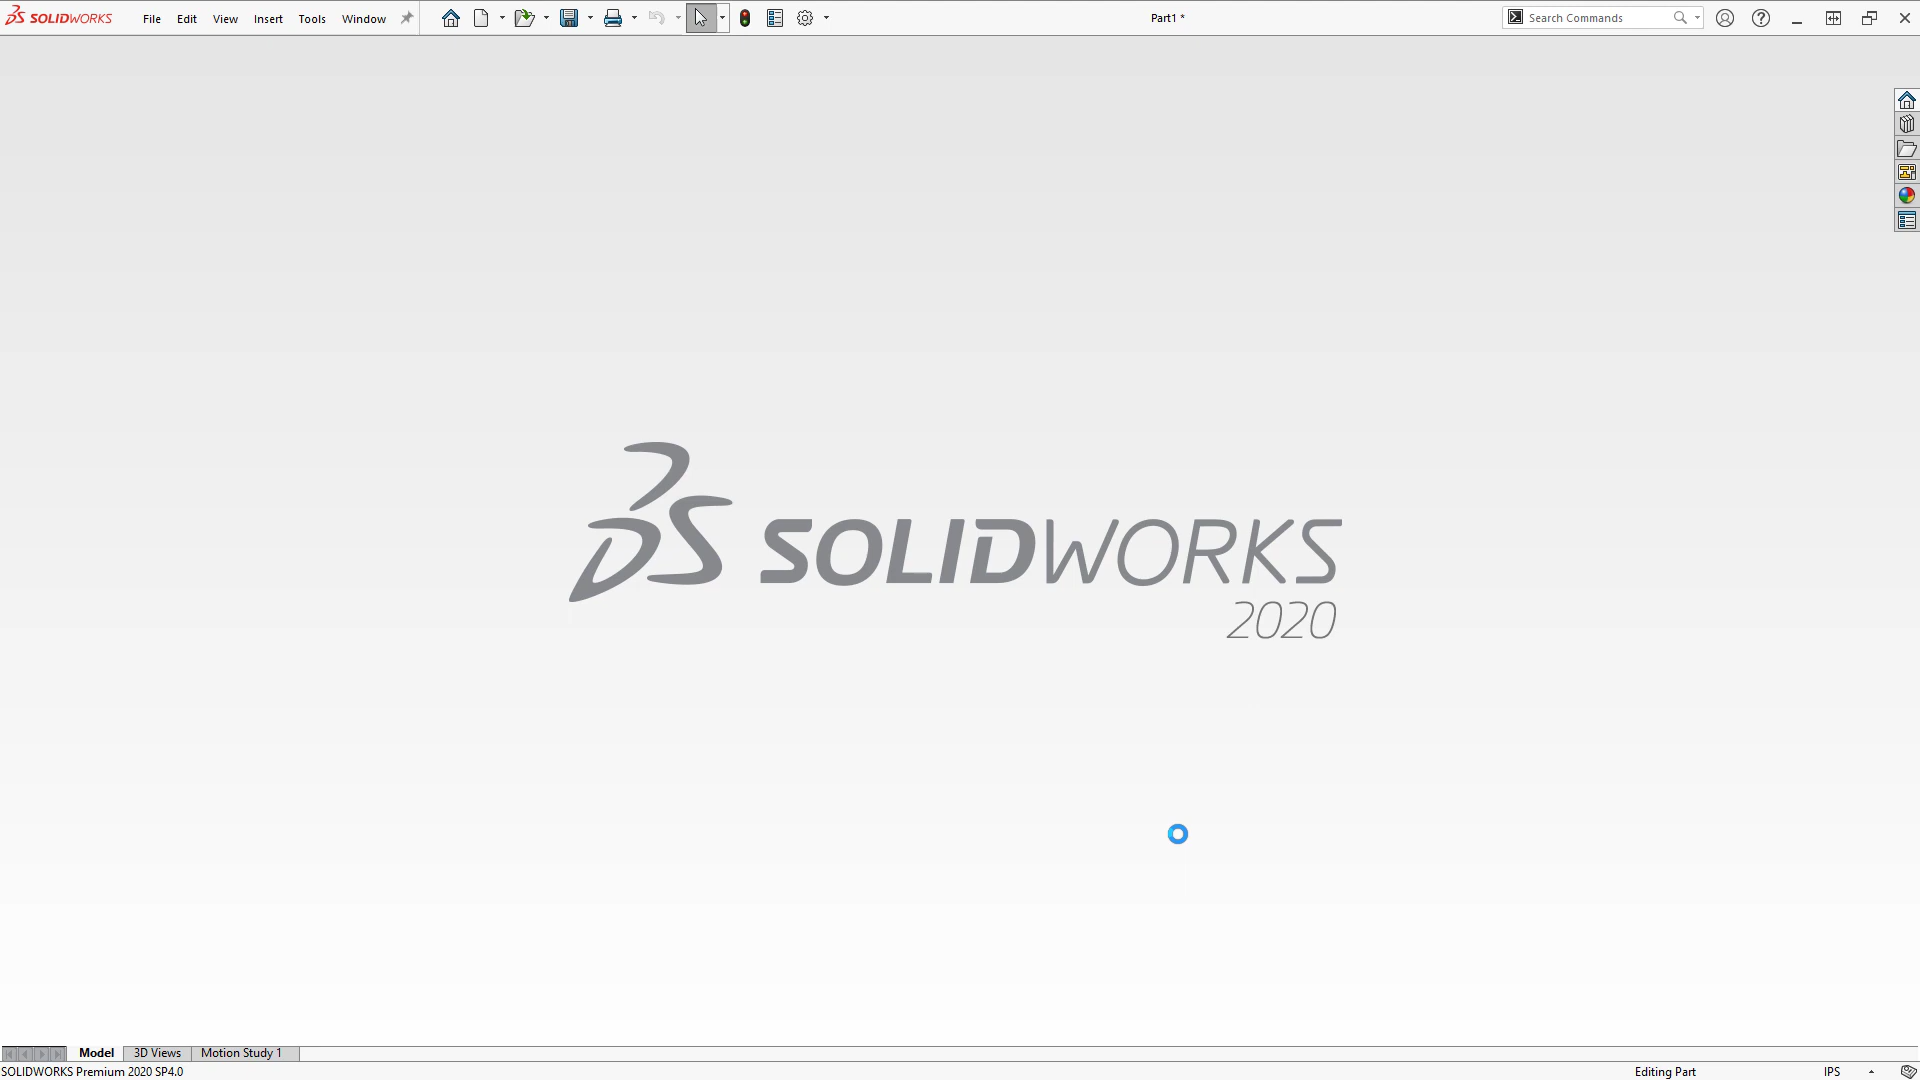 SOLIDWORKS File Edit View Insert Tools Window Part1 * Search Commands
SOLIDWORKS
2020
Model 3D Views Motion Study 1
SOLIDWORKS Premium 2020 SP4.0 Editing Part IPS